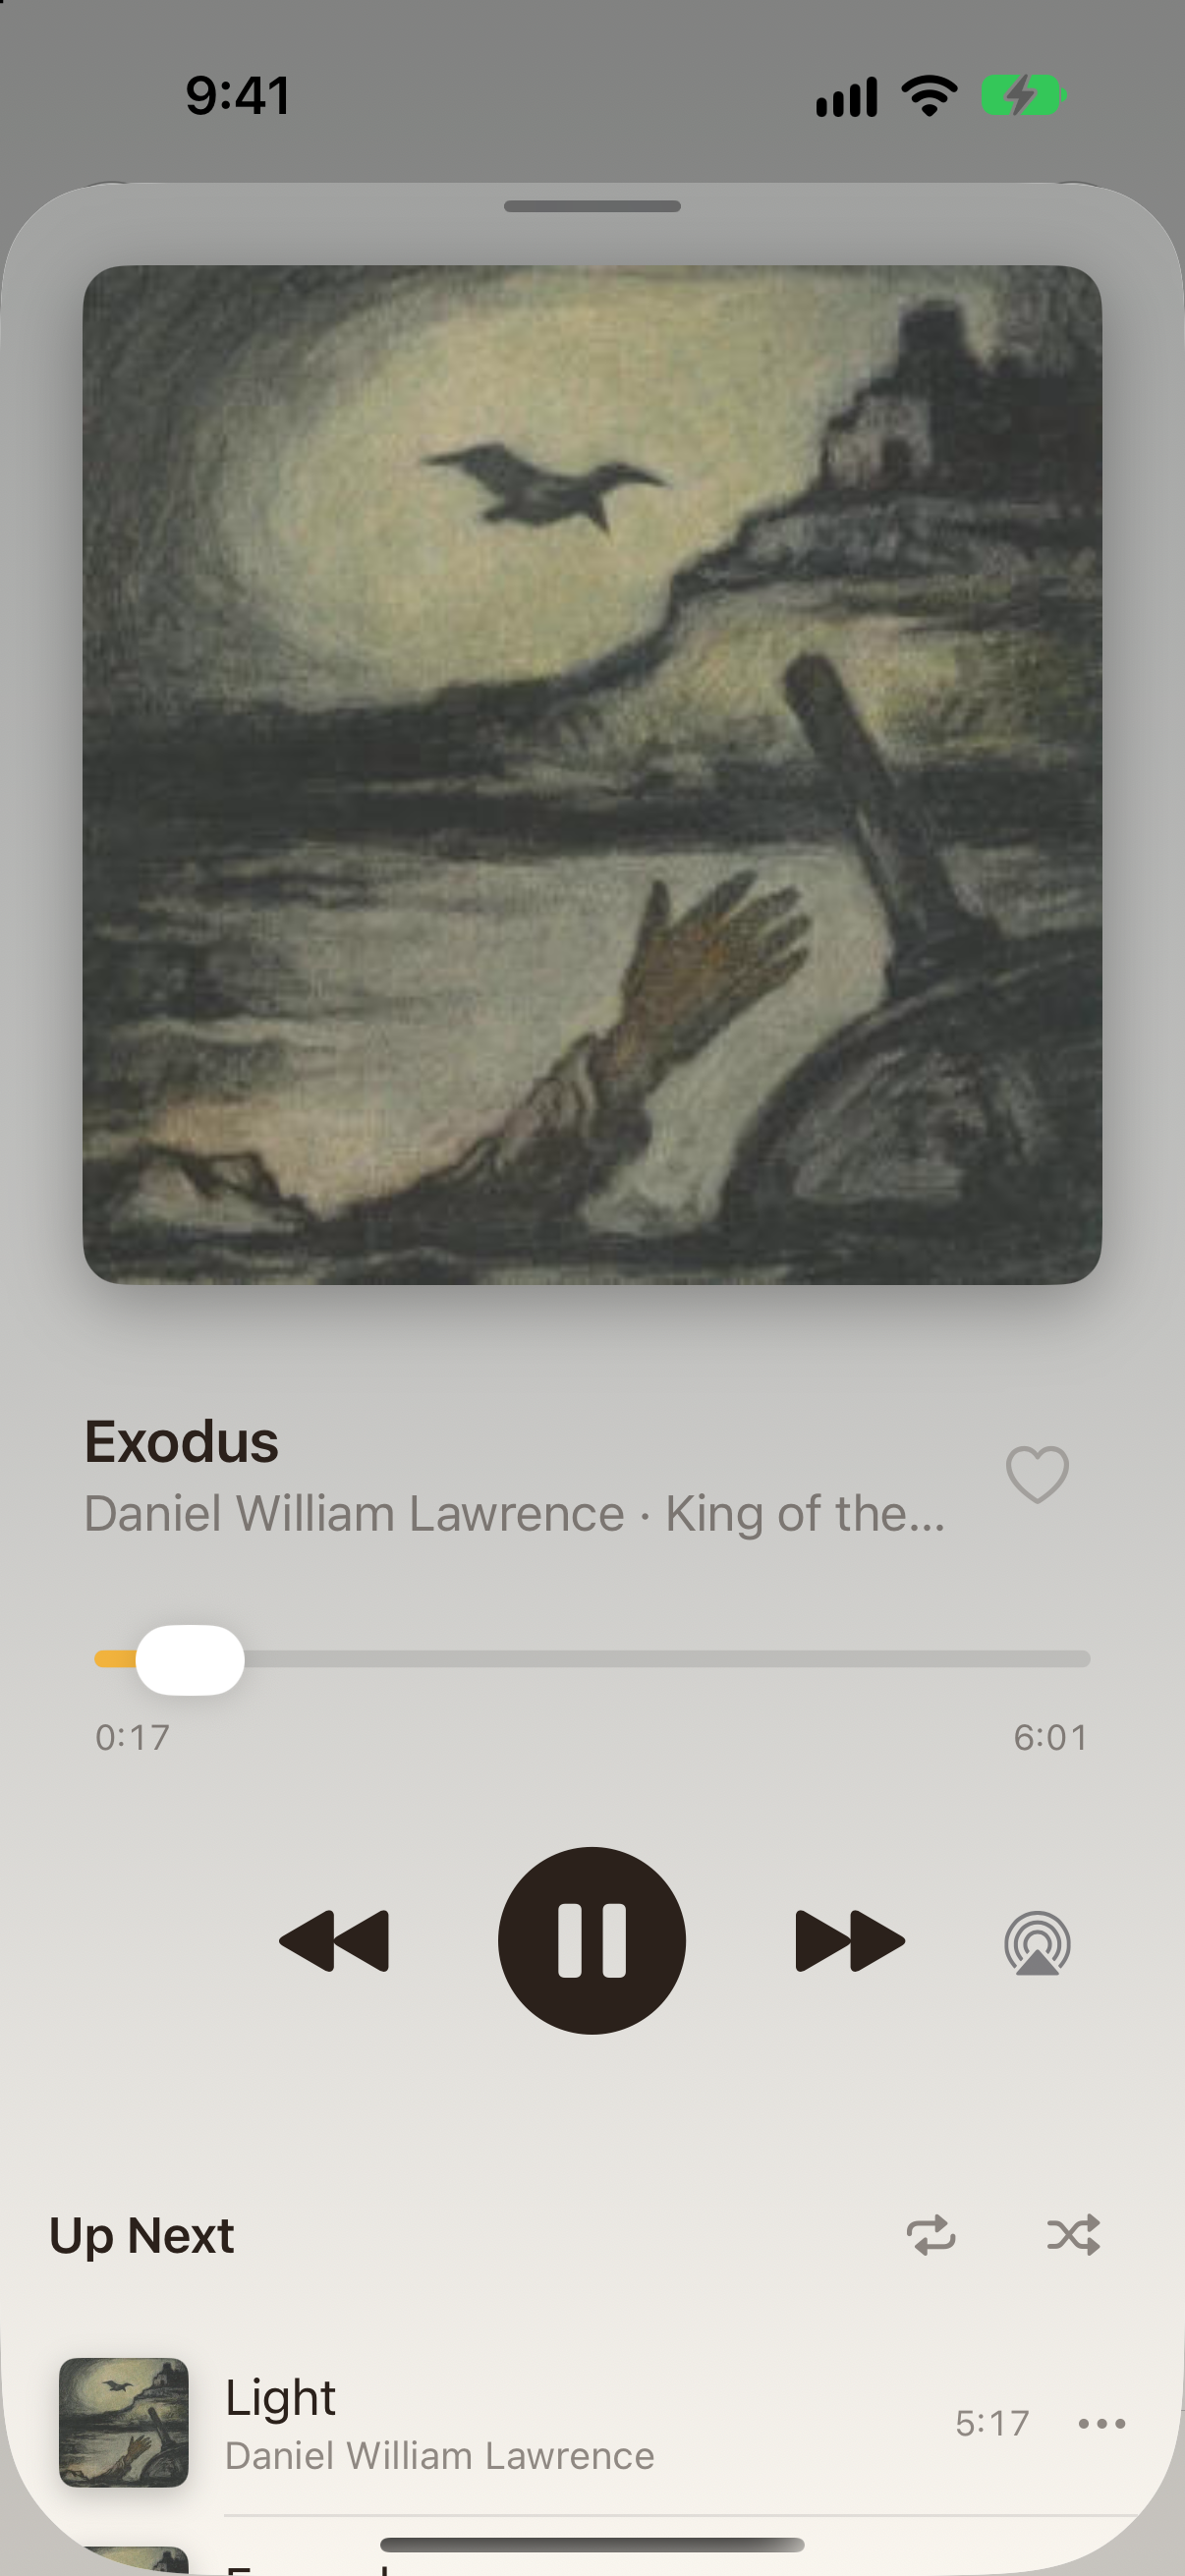 9:41
Exodus
Daniel William Lawrence · King of the...
0:17
6:01
Up Next
Light
5:17
Daniel William Lawrence